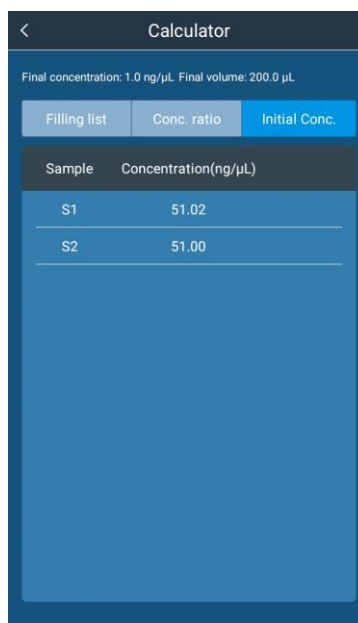 Calculator
Final concentration: 1.0 ng/μL Final volume: 200.0 μL
Filling list Conc. ratio Initial Conc.
Sample Concentration(ng/μL)
S1 51.02
S2 51.00